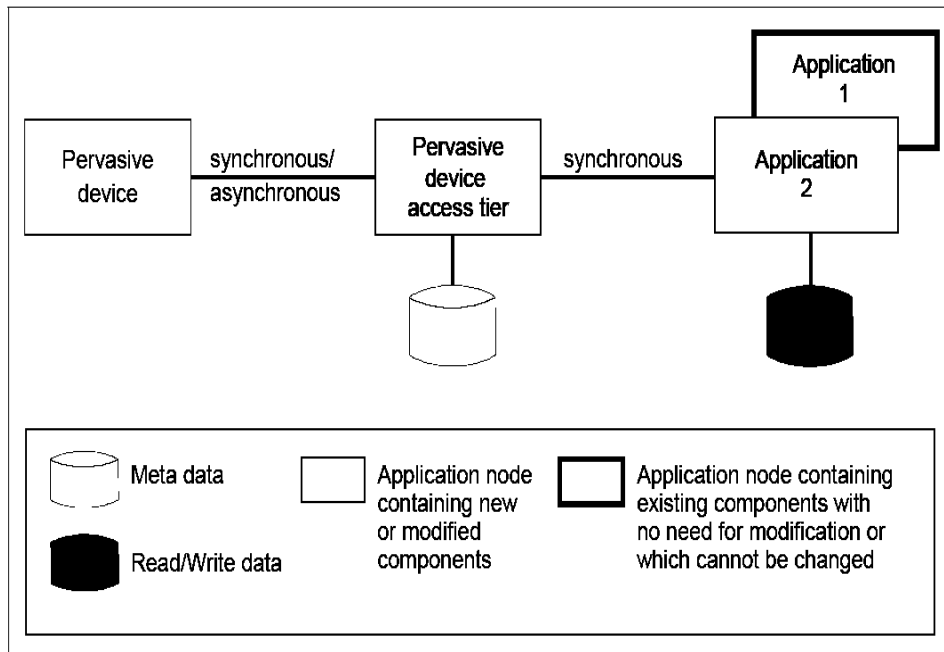 Application
1
Pervasive
device
synchronous/
asynchronous
Pervasive
device
access tier
synchronous
Application
2
Meta data
Read/Write data
Application node
containing new
or modified
components
Application node containing
existing components with
no need for modification or
which cannot be changed